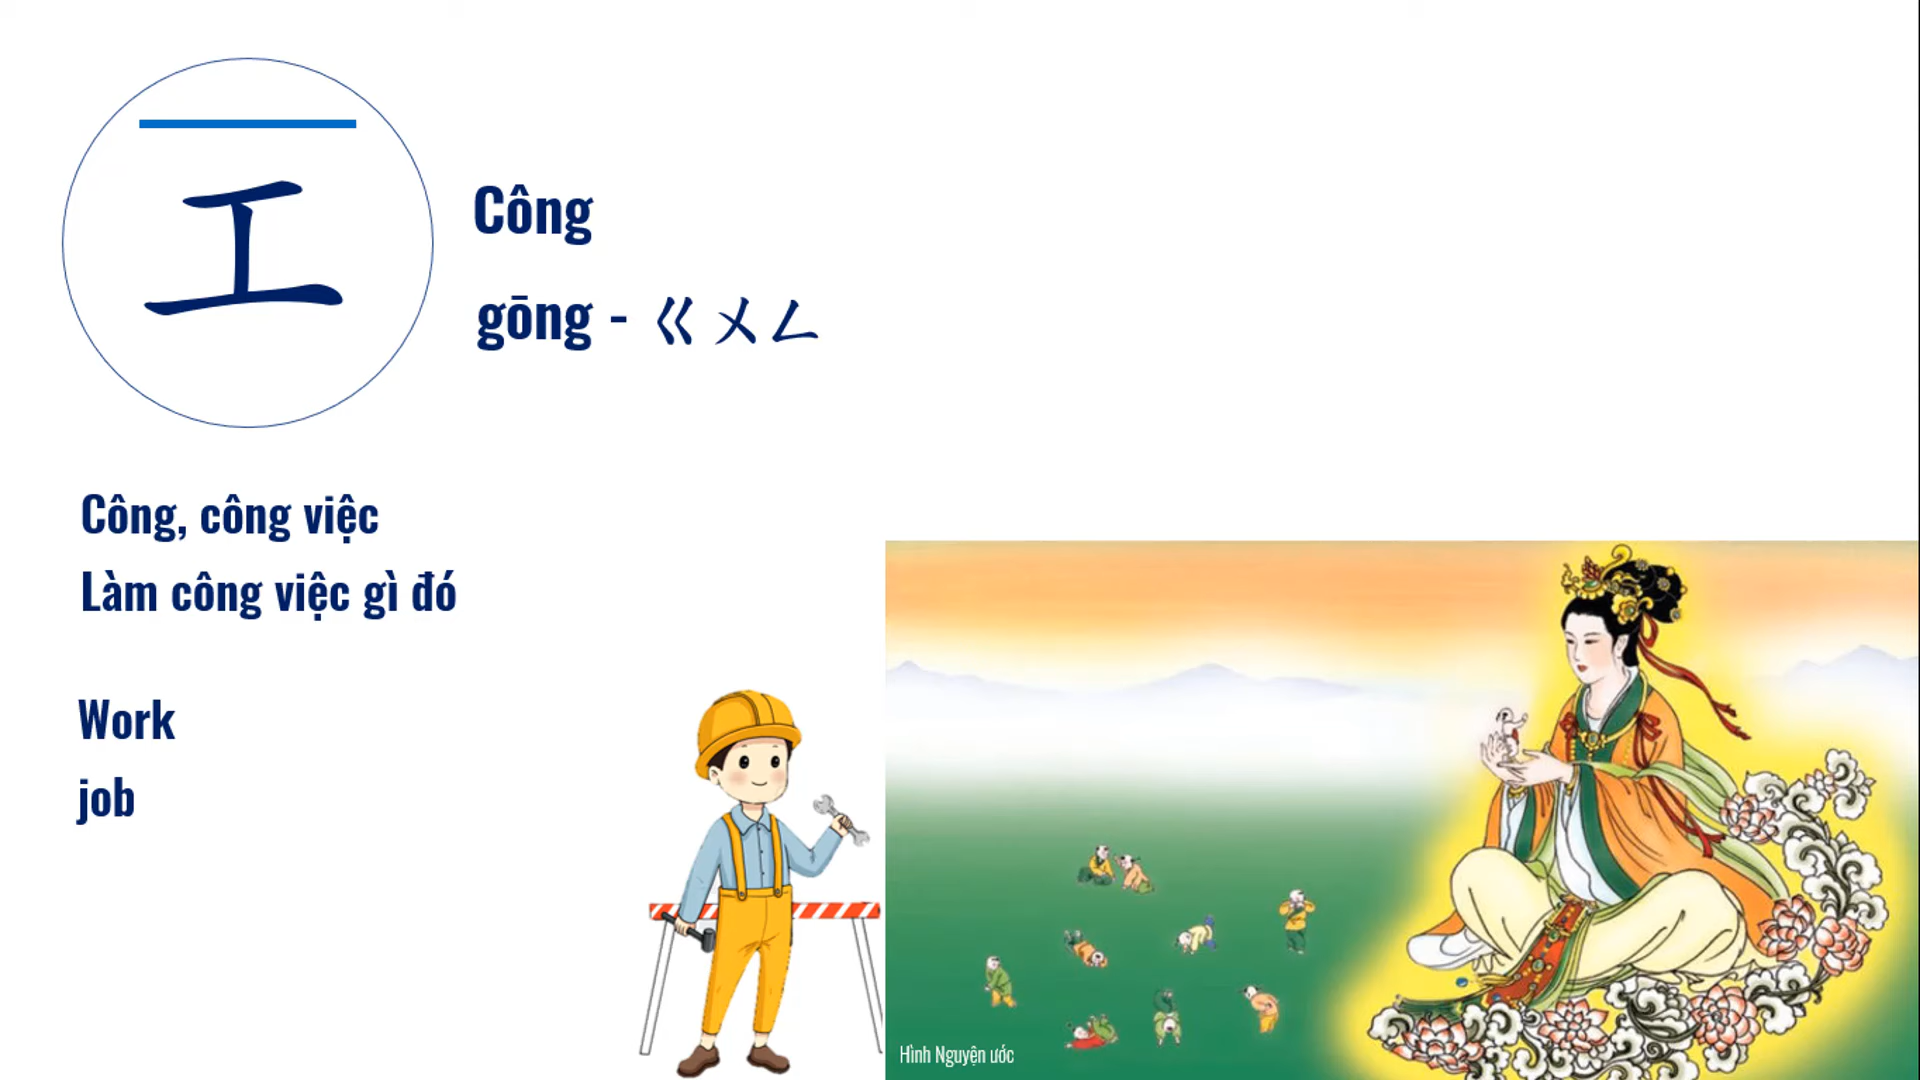 工
Công
gōng - ㄍㄨㄥ
Công, công việc
Làm công việc gì đó
Work
job
Hình Nguyện ước